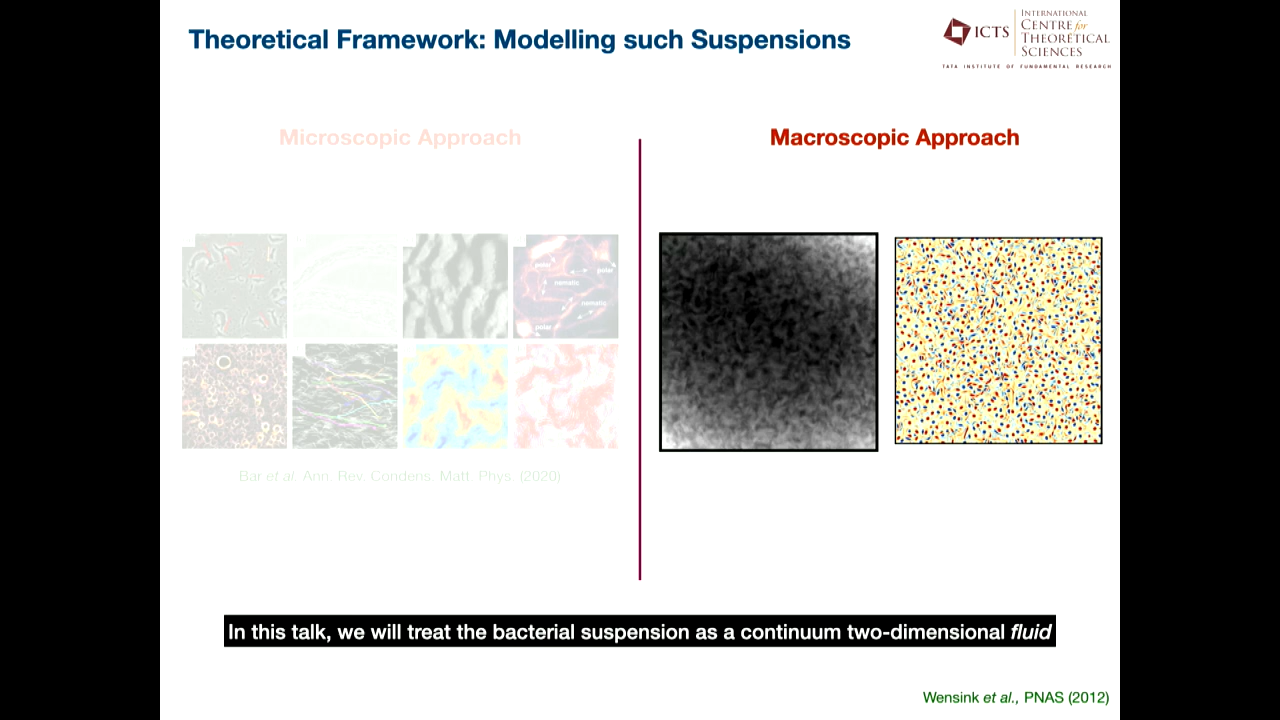 Theoretical Framework: Modelling such Suspensions
ICTS
INTERNATIONAL
CENTRE for
THEORETICAL
SCIENCES
TATA INSTITUTE OF FUNDAMENTAL RESEARCH
Microscopic Approach
Macroscopic Approach
polar
polar
nematic
nematic
polar
Bar et al, Ann. Rev. Condens. Matt. Phys. (2020)
In this talk, we will treat the bacterial suspension as a continuum two-dimensional fluid
Wensink et al., PNAS (2012)